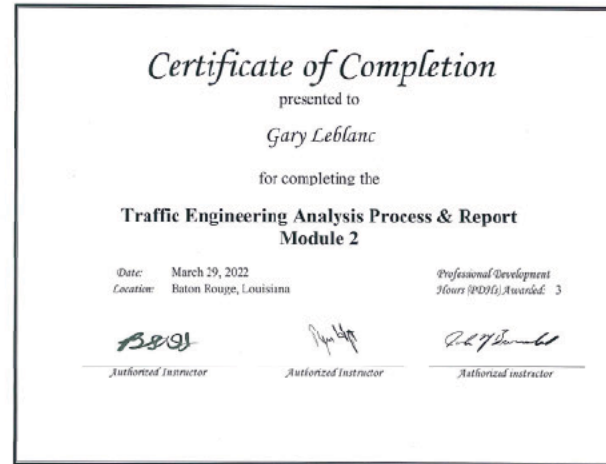 Certificate of Completion
presented to
Gary Leblanc
for completing the
Traffic Engineering Analysis Process & Report
Module 2
Date: March 29, 2022
Location: Baton Rouge, Louisiana
Professional Development
Hours (PDHs) Awarded: 3
Authorized Instructor
Authorized Instructor
Authorized instructor